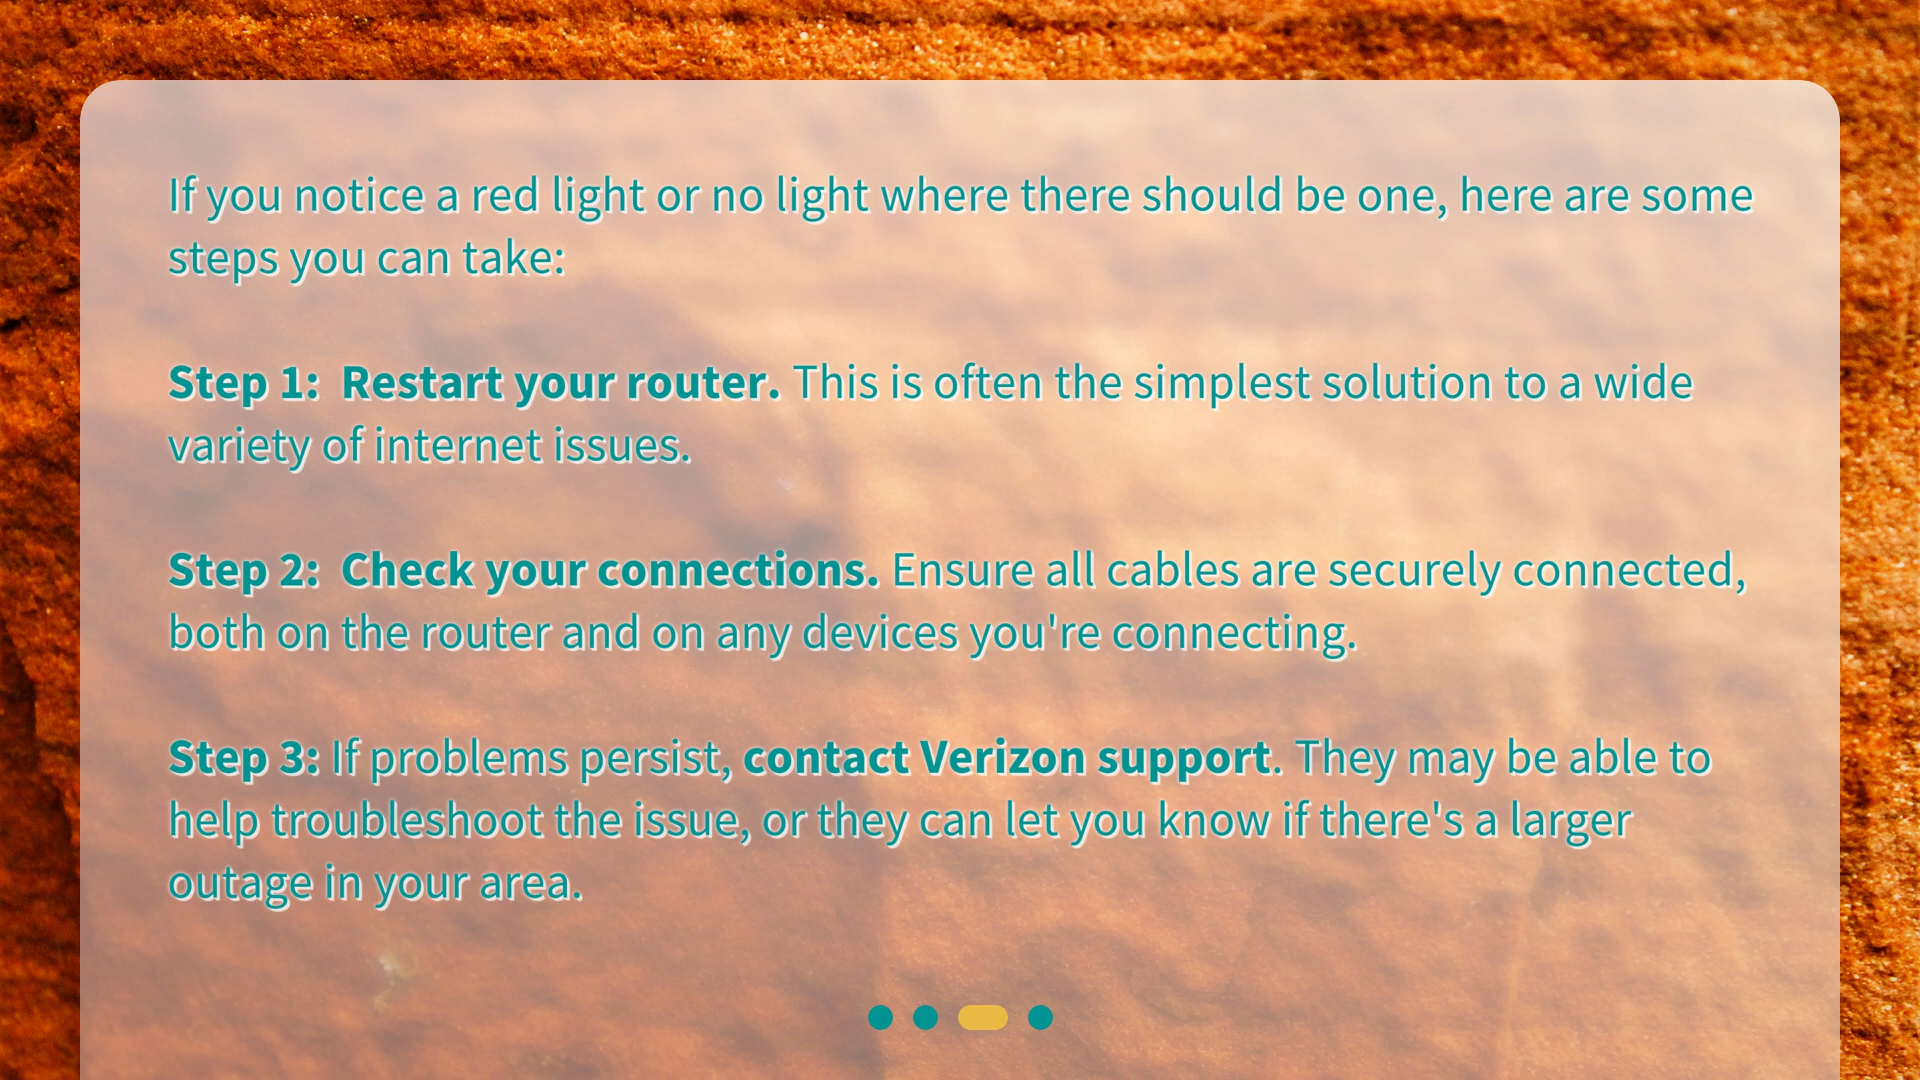 If you notice a red light or no light where there should be one, here are some
steps you can take:
Step 1:  Restart your router. This is often the simplest solution to a wide
variety of internet issues.
Step 2:  Check your connections. Ensure all cables are securely connected,
both on the router and on any devices you're connecting.
Step 3: If problems persist, contact Verizon support. They may be able to
help troubleshoot the issue, or they can let you know if there's a larger
outage in your area.